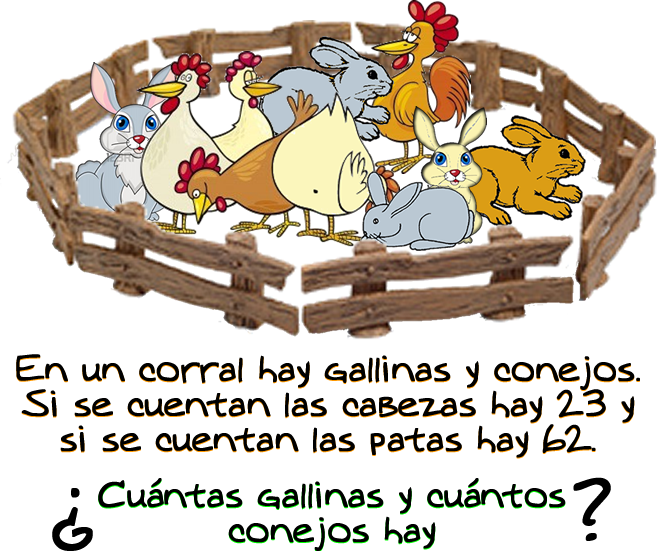 En un corral hay gallinas y conejos.
Si se cuentan las cabezas hay 23 y
si se cuentan las patas hay 62.
¿Cuántas gallinas y cuántos
conejos hay?